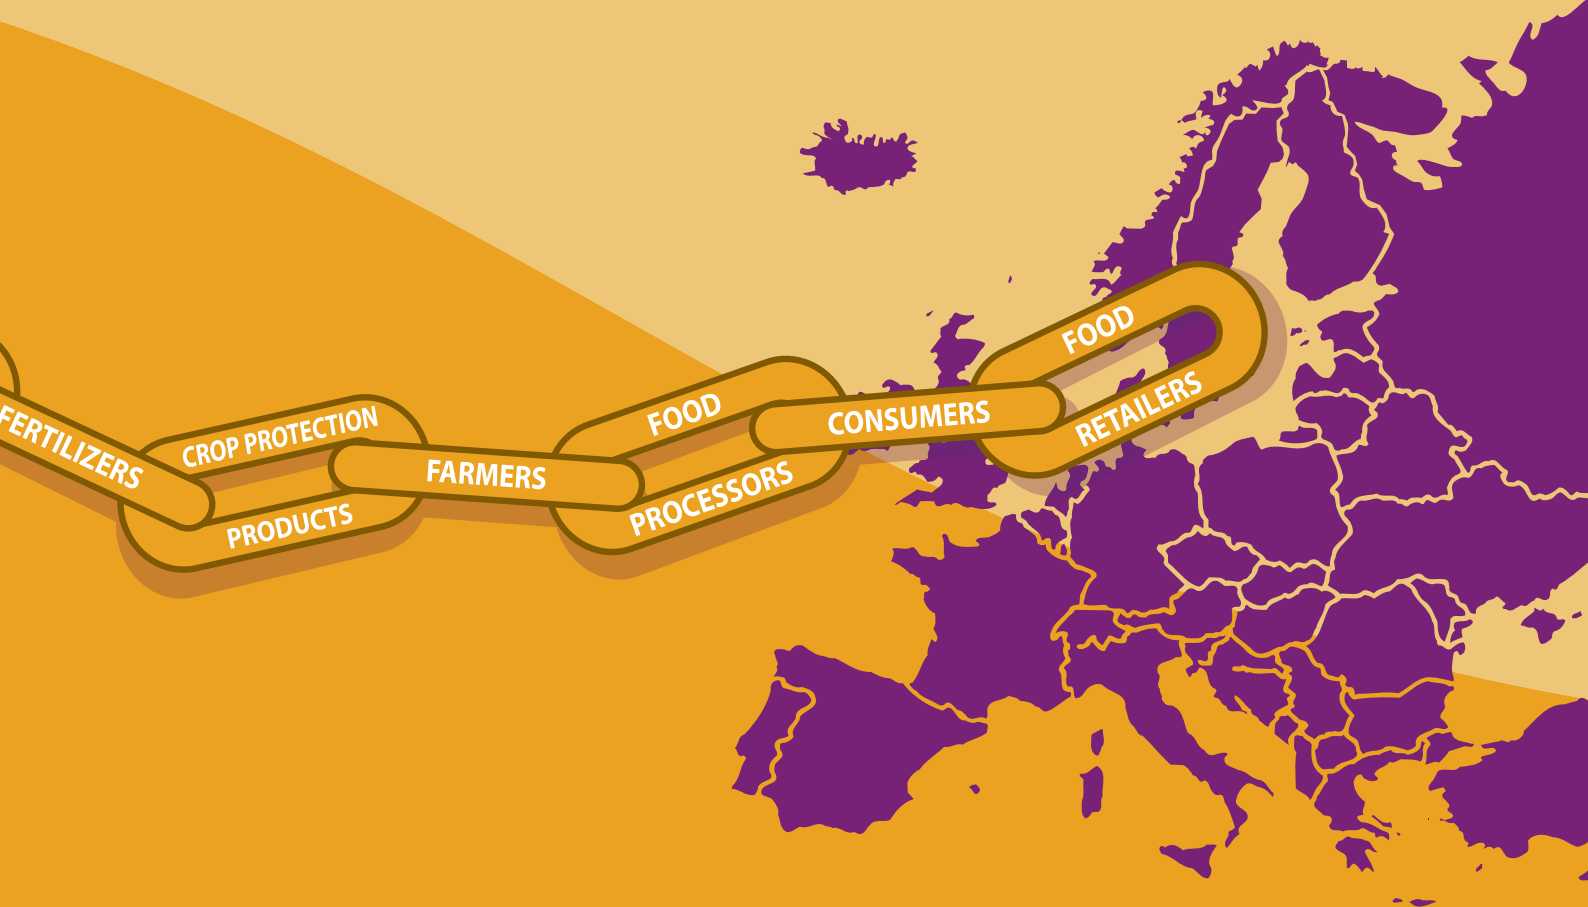 FERTILIZERS
CROP PROTECTION
PRODUCTS
FARMERS
FOOD
PROCESSORS
CONSUMERS
FOOD
RETAILERS